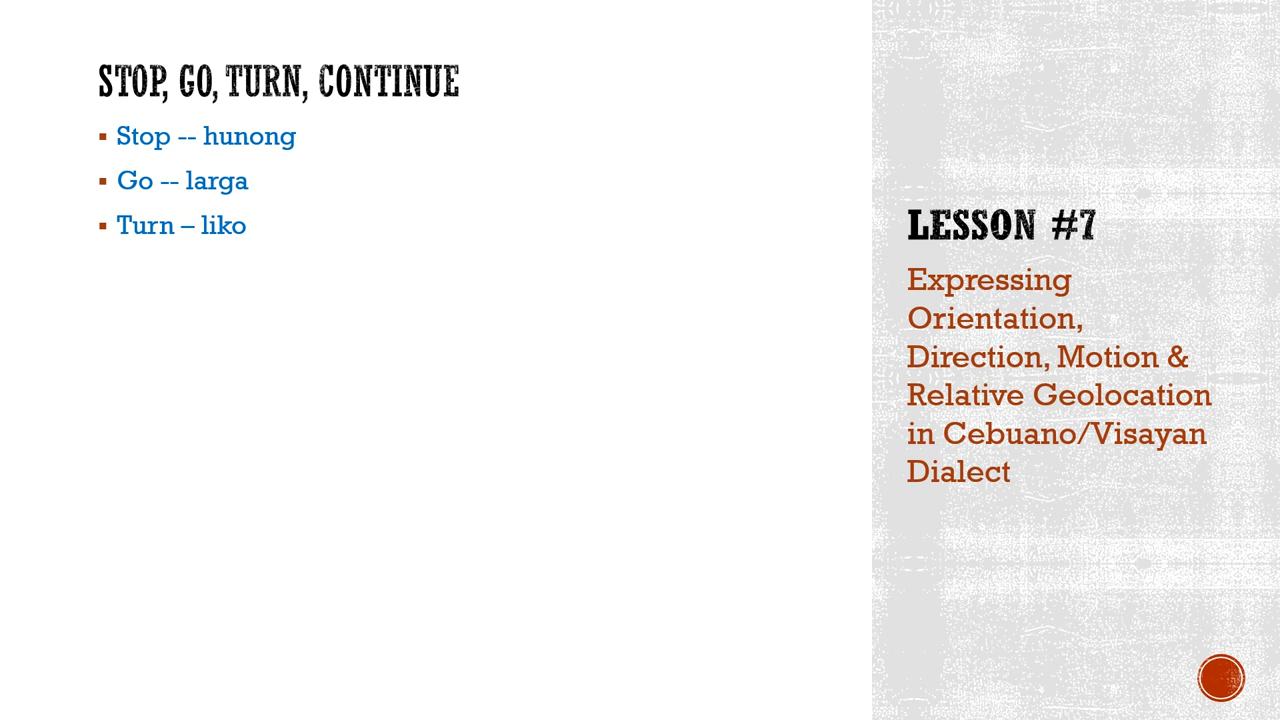 STOP, GO, TURN, CONTINUE
▪ Stop -- hunong
▪ Go -- larga
▪ Turn – liko
LESSON #7
Expressing
Orientation,
Direction, Motion &
Relative Geolocation
in Cebuano/Visayan
Dialect